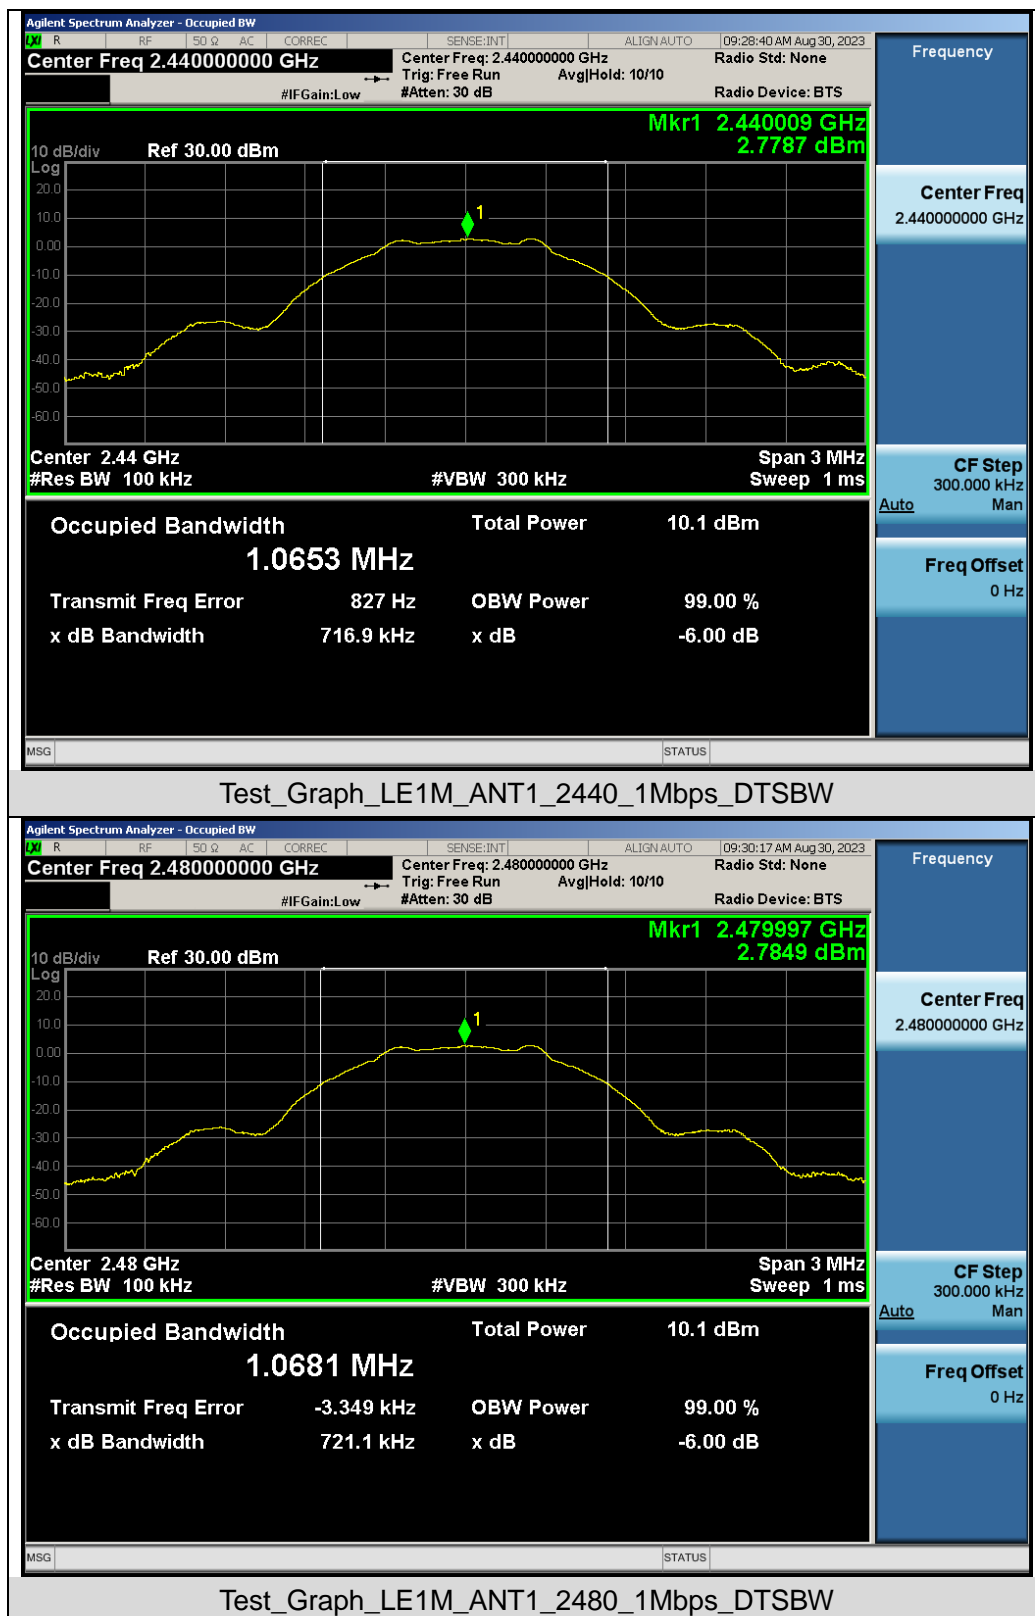 Agilent Spectrum Analyzer - Occupied BW
LXI R RF 50 Ω AC CORREC SENSE:INT ALIGN AUTO 09:28:40 AM Aug 30, 2023
Center Freq 2.440000000 GHz Center Freq: 2.440000000 GHz Radio Std: None
Trig: Free Run Avg|Hold: 10/10
#IFGain:Low #Atten: 30 dB Radio Device: BTS
Frequency
Mkr1 2.440009 GHz
2.7787 dBm
10 dB/div Ref 30.00 dBm
Log
20.0
10.0
0.00
-10.0
-20.0
-30.0
-40.0
-50.0
-60.0
1
Center 2.44 GHz Span 3 MHz
#Res BW 100 kHz #VBW 300 kHz Sweep 1 ms
Center Freq
2.440000000 GHz
CF Step
300.000 kHz
Auto Man
Freq Offset
0 Hz
Occupied Bandwidth Total Power 10.1 dBm
1.0653 MHz
Transmit Freq Error 827 Hz OBW Power 99.00 %
x dB Bandwidth 716.9 kHz x dB -6.00 dB
MSG STATUS
Test_Graph_LE1M_ANT1_2440_1Mbps_DTSBW
Agilent Spectrum Analyzer - Occupied BW
LXI R RF 50 Ω AC CORREC SENSE:INT ALIGN AUTO 09:30:17 AM Aug 30, 2023
Center Freq 2.480000000 GHz Center Freq: 2.480000000 GHz Radio Std: None
Trig: Free Run Avg|Hold: 10/10
#IFGain:Low #Atten: 30 dB Radio Device: BTS
Frequency
Mkr1 2.479997 GHz
2.7849 dBm
10 dB/div Ref 30.00 dBm
Log
20.0
10.0
0.00
-10.0
-20.0
-30.0
-40.0
-50.0
-60.0
1
Center 2.48 GHz Span 3 MHz
#Res BW 100 kHz #VBW 300 kHz Sweep 1 ms
Center Freq
2.480000000 GHz
CF Step
300.000 kHz
Auto Man
Freq Offset
0 Hz
Occupied Bandwidth Total Power 10.1 dBm
1.0681 MHz
Transmit Freq Error -3.349 kHz OBW Power 99.00 %
x dB Bandwidth 721.1 kHz x dB -6.00 dB
MSG STATUS
Test_Graph_LE1M_ANT1_2480_1Mbps_DTSBW